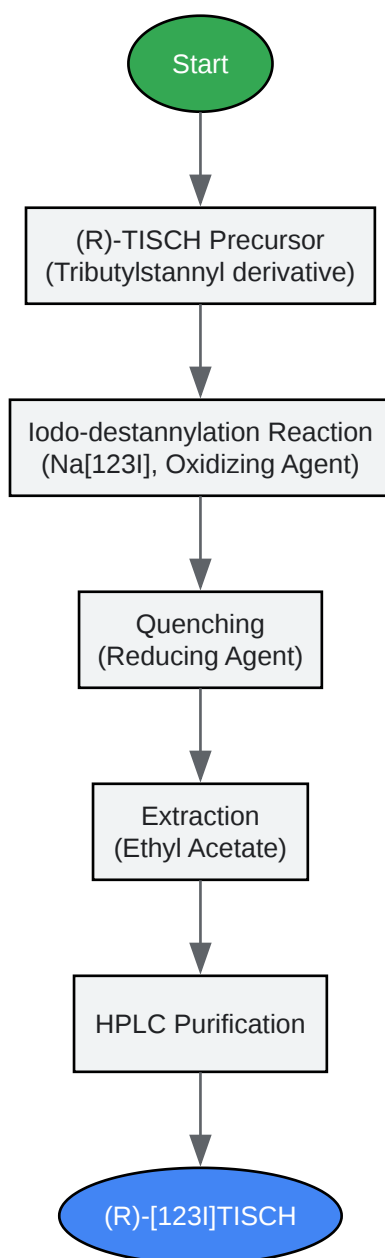 Start
(R)-TISCH Precursor
(Tributylstannyl derivative)
Iodo-destannylation Reaction
(Na[123I], Oxidizing Agent)
Quenching
(Reducing Agent)
Extraction
(Ethyl Acetate)
HPLC Purification
(R)-[123I]TISCH